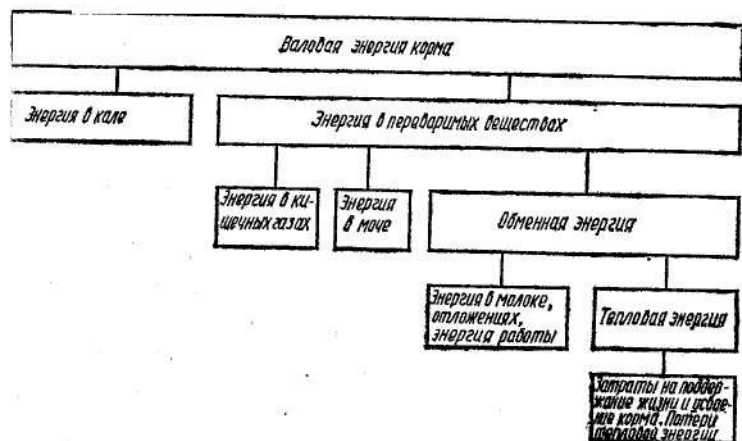 Валовая энергия корма
Энергия в кале
Энергия в переваримых веществах
Энергия в ки-
шечных газах
Энергия
в моче
Обменная энергия
Энергия в молоке,
отложениях,
энергия работы
Тепловая энергия
Затраты на поддер-
жание жизни и усвое-
ние корма. Потери
тепловой энергии